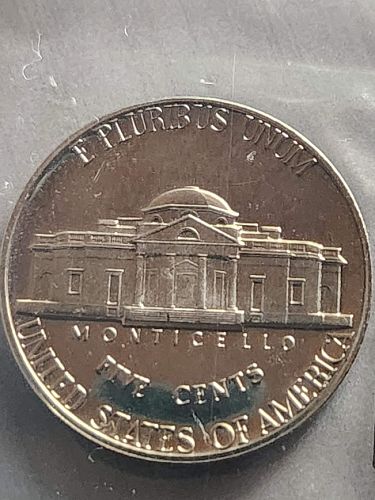 E PLURIBUS UNUM
MONTICELLO
FIVE CENTS
UNITED STATES OF AMERICA